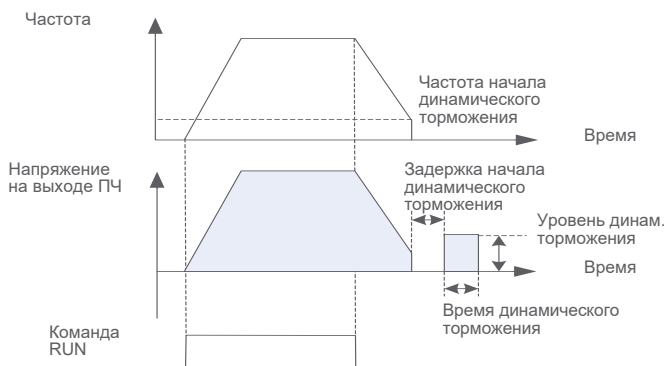 Частота
Частота начала
динамического
торможения
Время
Напряжение
на выходе ПЧ
Задержка начала
динамического
торможения
Уровень динам.
торможения
Время
Время динамического
торможения
Команда
RUN